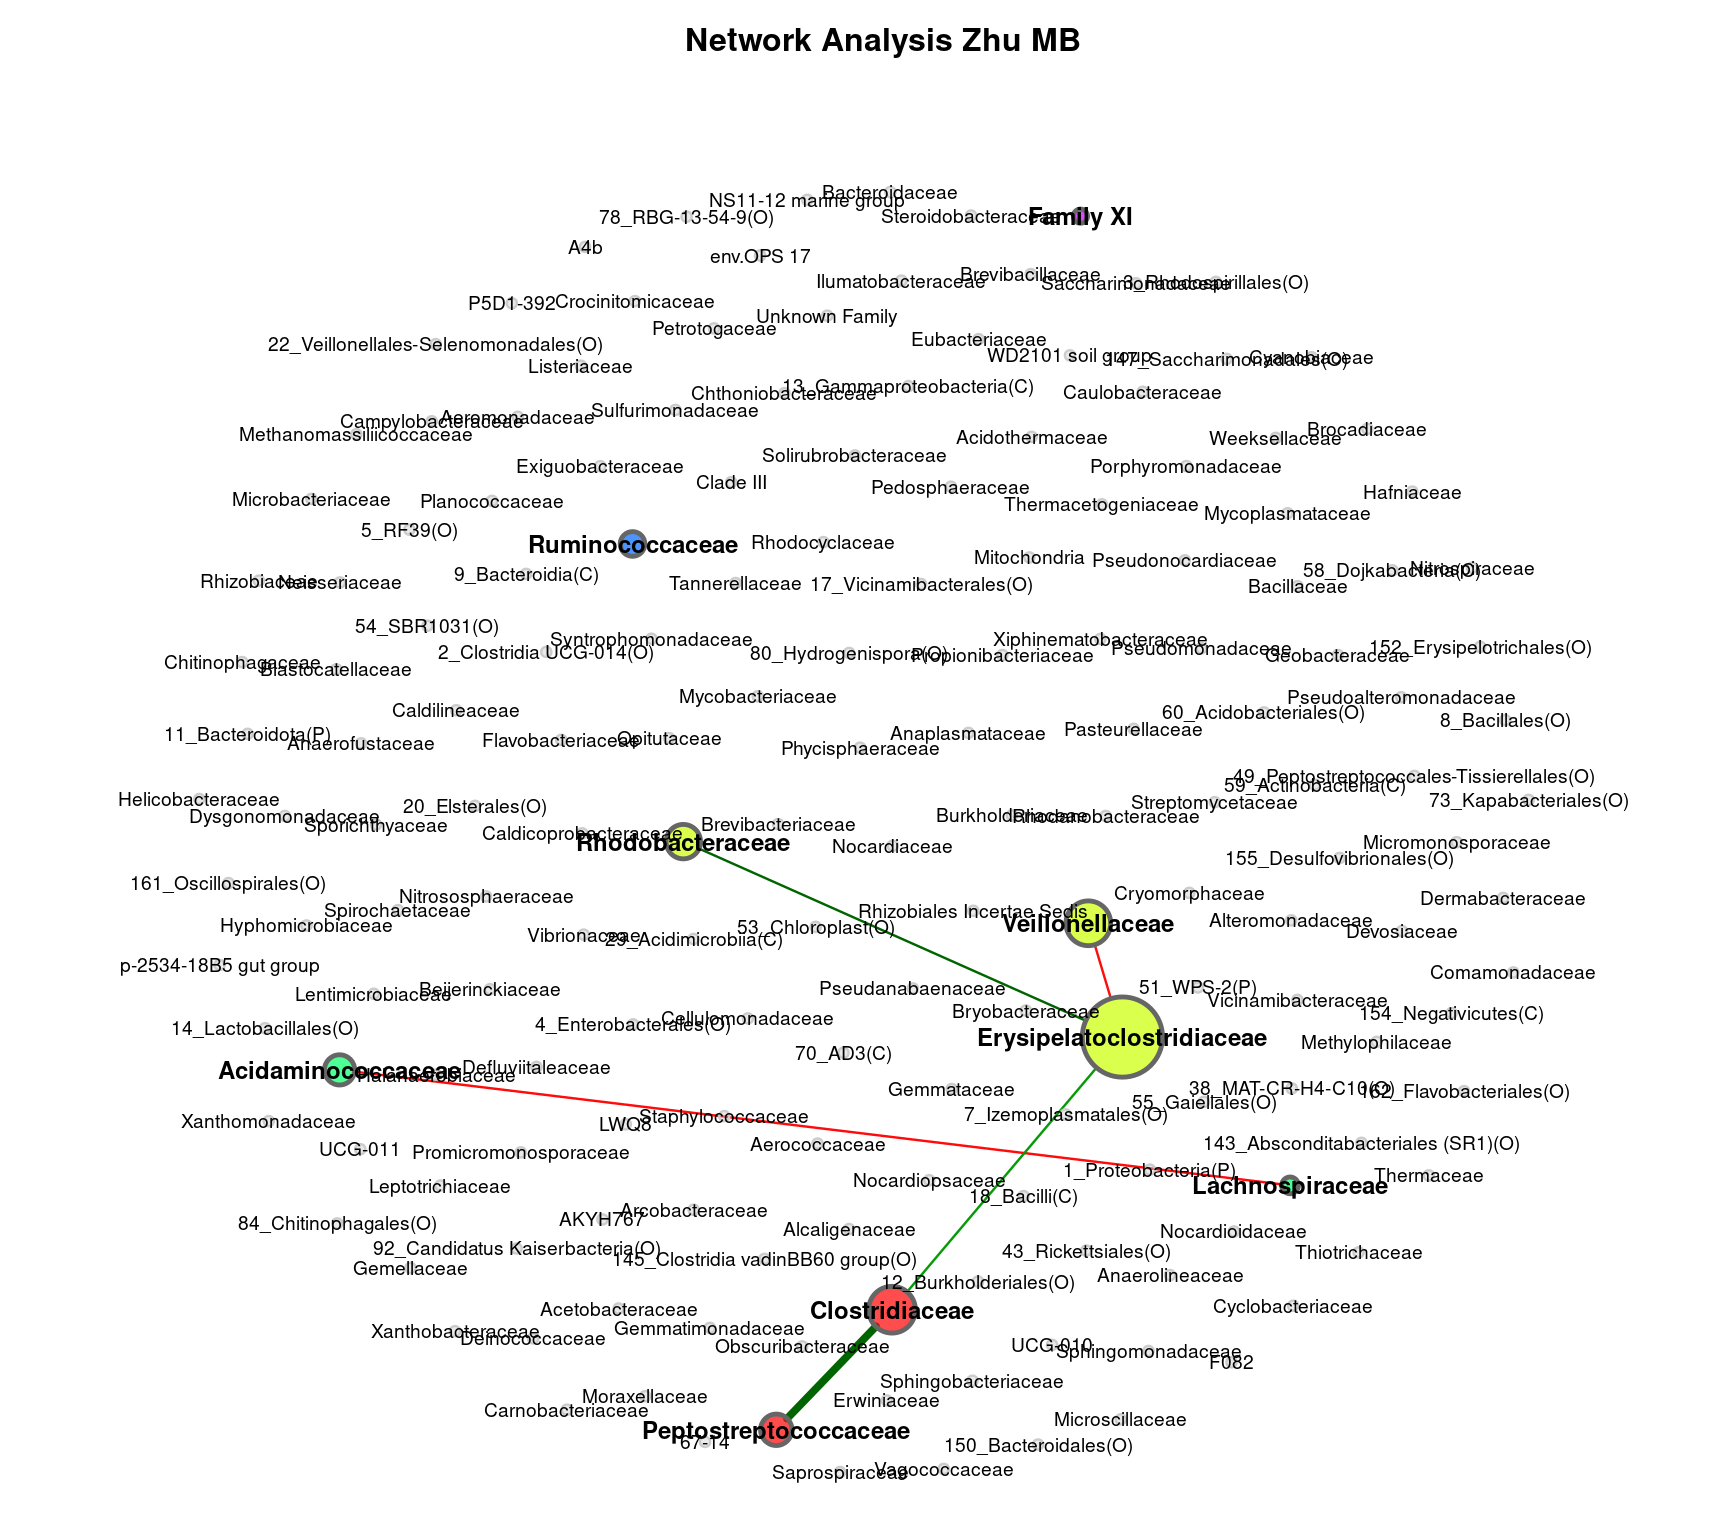 Network Analysis Zhu MB
Bacteroidaceae
NS11-12 marine group
78_RBG-13-54-9(O)
Steroidobacteraceae
Family XI
A4b
env.OPS 17
Ilumatobacteraceae
Brevibacillaceae
Saccharimonadaceae
3_Rhodospirillales(O)
P5D1-392
Crocinitomicaceae
Petrotogaceae
Unknown Family
22_Veillonellales-Selenomonadales(O)
Eubacteriaceae
WD2101 soil group
147_Saccharimonadales(O)
Cyanobiaceae
Listeriaceae
Chthoniobacteraceae
13_Gammaproteobacteria(C)
Caulobacteraceae
Campylobacteraceae
Aeromonadaceae
Sulfurimonadaceae
Methanomassiliicoccaceae
Acidothermaceae
Weeksellaceae
Brocadiaceae
Exiguobacteraceae
Solirubrobacteraceae
Porphyromonadaceae
Clade III
Pedosphaeraceae
Hafniaceae
Microbacteriaceae
Planococcaceae
Thermacetogeniaceae
Mycoplasmataceae
5_RF39(O)
Ruminococcaceae
Rhodocyclaceae
Mitochondria
Pseudonocardiaceae
58_Dojkabacteria(C)
Nitrospiraceae
Rhizobiaceae
Neisseriaceae
9_Bacteroidia(C)
Tannerellaceae
17_Vicinamibacterales(O)
Bacillaceae
54_SBR1031(O)
Syntrophomonadaceae
2_Clostridia UCG-014(O)
80_Hydrogenispora(O)
Propionibacteriaceae
Xiphinematobacteraceae
Pseudomonadaceae
Geobacteraceae
152_Erysipelotrichales(O)
Chitinophagaceae
Blastocatellaceae
Mycobacteriaceae
Pseudoalteromonadaceae
Caldilineaceae
60_Acidobacteriales(O)
8_Bacillales(O)
11_Bacteroidota(P)
Anaerofustaceae
Flavobacteriaceae
Opitutaceae
Phycisphaeraceae
Anaplasmataceae
Pasteurellaceae
49_Peptostreptococcales-Tissierellales(O)
59_Actinobacteria(C)
Helicobacteraceae
Dysgonomonadaceae
Sporichthyaceae
20_Elsterales(O)
Streptomycetaceae
73_Kapabacteriales(O)
Caldicoprobacteraceae
Rhodobacteraceae
Brevibacteriaceae
Burkholderiaceae
Rhodanobacteraceae
Nocardiaceae
Micromonosporaceae
155_Desulfovibrionales(O)
161_Oscillospirales(O)
Nitrososphaeraceae
Cryomorphaceae
Dermabacteraceae
Spirochaetaceae
Hyphomicrobiaceae
Rhizobiales Incertae Sedis
Veillonellaceae
Alteromonadaceae
Devosiaceae
Vibrionaceae
29_Acidimicrobiia(C)
53_Chloroplast(O)
p-2534-18B5 gut group
Comamonadaceae
Lentimicrobiaceae
Beijerinckiaceae
Pseudanabaenaceae
51_WPS-2(P)
Vicinamibacteraceae
Bryobacteraceae
154_Negativicutes(C)
14_Lactobacillales(O)
4_Enterobacterales(O)
Cellulomonadaceae
Erysipelatoclostridiaceae
Methylophilaceae
70_AD3(C)
Acidaminococcaceae
Halanaerobiaceae
Defluviitaleaceae
Gemmataceae
38_MAT-CR-H4-C10(O)
162_Flavobacteriales(O)
55_Gaiellales(O)
7_Izemoplasmatales(O)
Xanthomonadaceae
LWQ8
Staphylococcaceae
UCG-011
Promicromonosporaceae
Aerococcaceae
143_Absconditabacteriales (SR1)(O)
1_Proteobacteria(P)
Thermaceae
Leptotrichiaceae
Nocardiopsaceae
18_Bacilli(C)
Lachnospiraceae
84_Chitinophagales(O)
AKYH767
Arcobacteraceae
Alcaligenaceae
Nocardioidaceae
92_Candidatus Kaiserbacteria(O)
43_Rickettsiales(O)
Thiotrichaceae
Gemellaceae
145_Clostridia vadinBB60 group(O)
12_Burkholderiales(O)
Anaerolineaceae
Acetobacteraceae
Clostridiaceae
Cyclobacteriaceae
Xanthobacteraceae
Deinococcaceae
Gemmatimonadaceae
Obscuribacteraceae
UCG-010
Sphingomonadaceae
F082
Sphingobacteriaceae
Moraxellaceae
Carnobacteriaceae
Erwiniaceae
Microscillaceae
Peptostreptococcaceae
67-14
150_Bacteroidales(O)
Saprospiraceae
Vagococcaceae